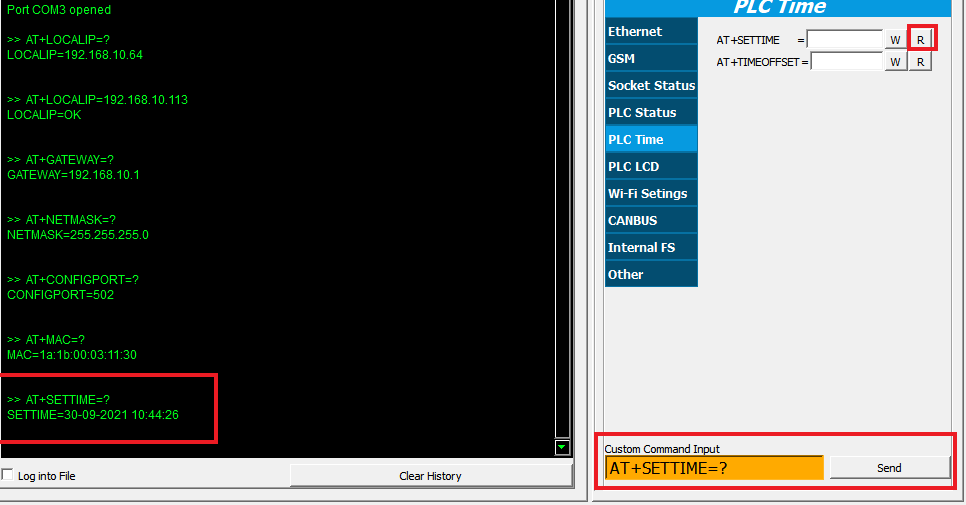 Port COM3 opened
>> AT+LOCALIP=?
LOCALIP=192.168.10.64
>> AT+LOCALIP=192.168.10.113
LOCALIP=OK
>> AT+GATEWAY=?
GATEWAY=192.168.10.1
>> AT+NETMASK=?
NETMASK=255.255.255.0
>> AT+CONFIGPORT=?
CONFIGPORT=502
>> AT+MAC=?
MAC=1a:1b:00:03:11:30
>> AT+SETTIME=?
SETTIME=30-09-2021 10:44:26
Log into File
Clear History
PLC Time
Ethernet
GSM
Socket Status
PLC Status
PLC Time
PLC LCD
Wi-Fi Setings
CANBUS
Internal FS
Other
AT+SETTIME = W R
AT+TIMEOFFSET= W R
Custom Command Input
AT+SETTIME=? Send